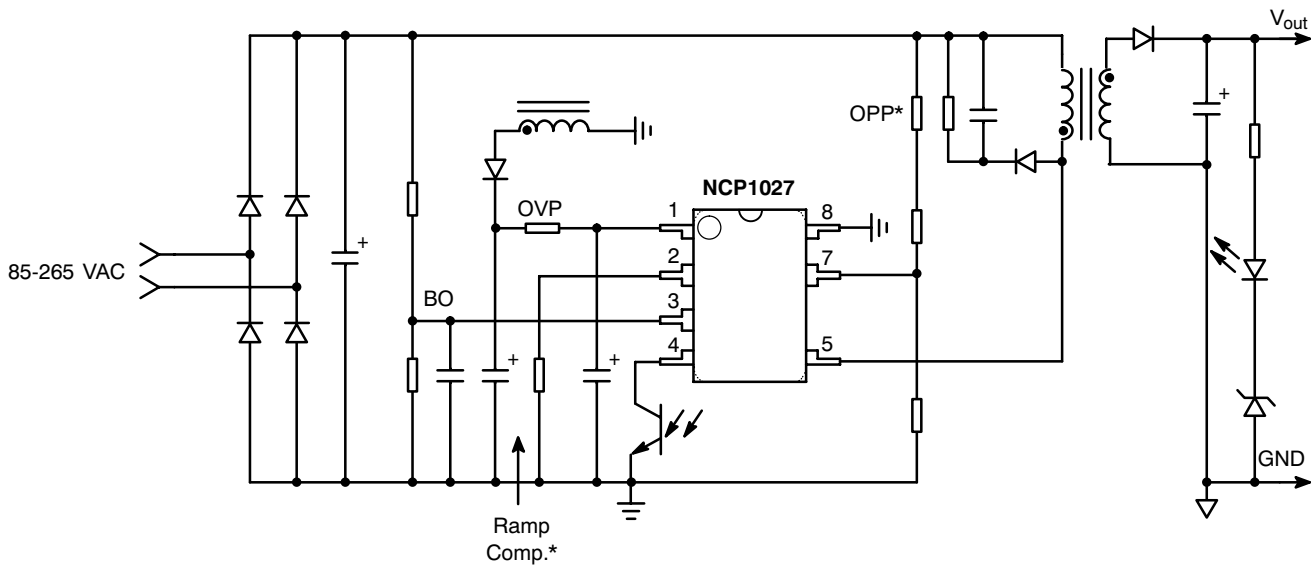 Vout
OPP*
NCP1027
1
8
OVP
2
7
85-265 VAC
BO
3
4
5
+
+
+
+
GND
Ramp
Comp.*